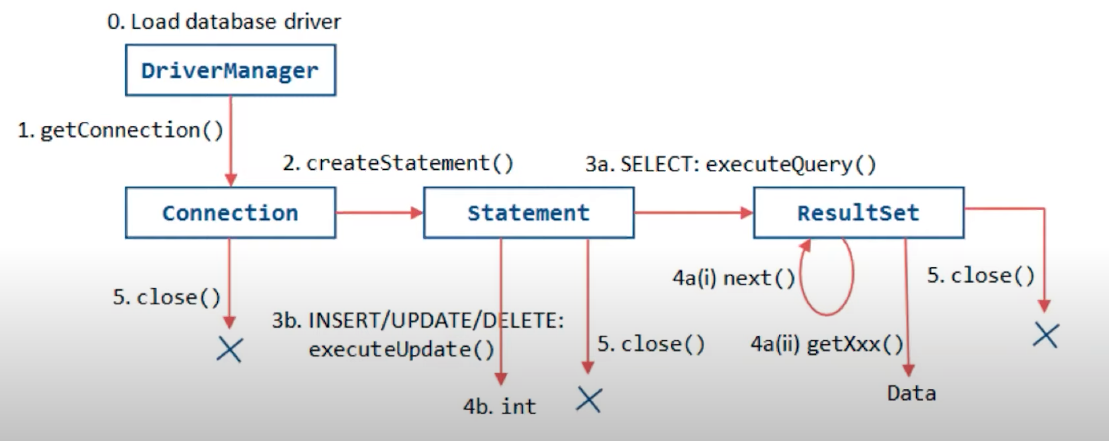 0. Load database driver
DriverManager
1. getConnection()
2. createStatement()
3a. SELECT: executeQuery()
Connection
Statement
ResultSet
4a(i) next()
5. close()
5. close()
3b. INSERT/UPDATE/DELETE:
executeUpdate()
5. close()
4a(ii) getXxx()
4b. int
Data